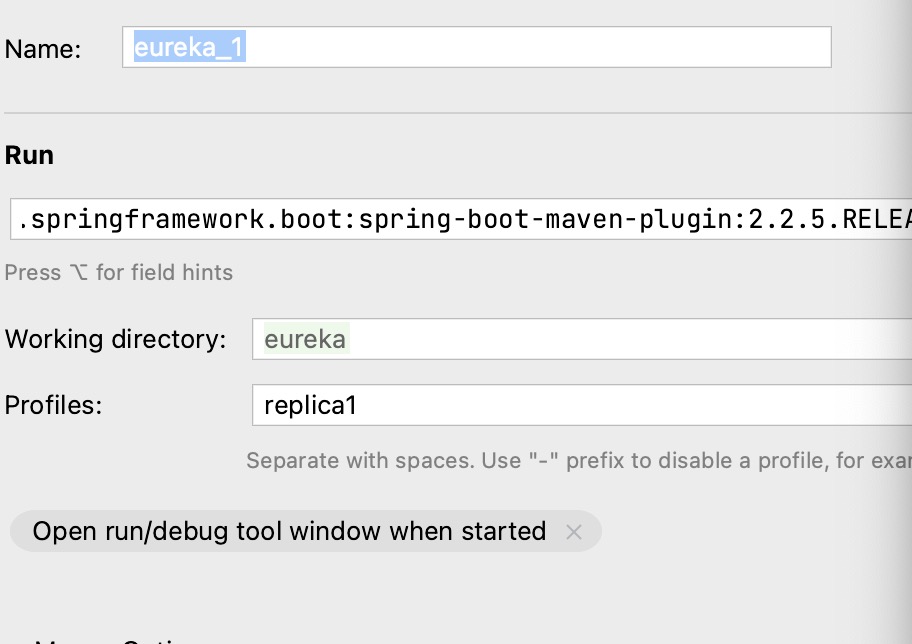 Name: eureka_1
Run
.springframework.boot:spring-boot-maven-plugin:2.2.5.RELEA
Press ⌥ for field hints
Working directory: eureka
Profiles: replica1
Separate with spaces. Use "-" prefix to disable a profile, for exa
Open run/debug tool window when started ×